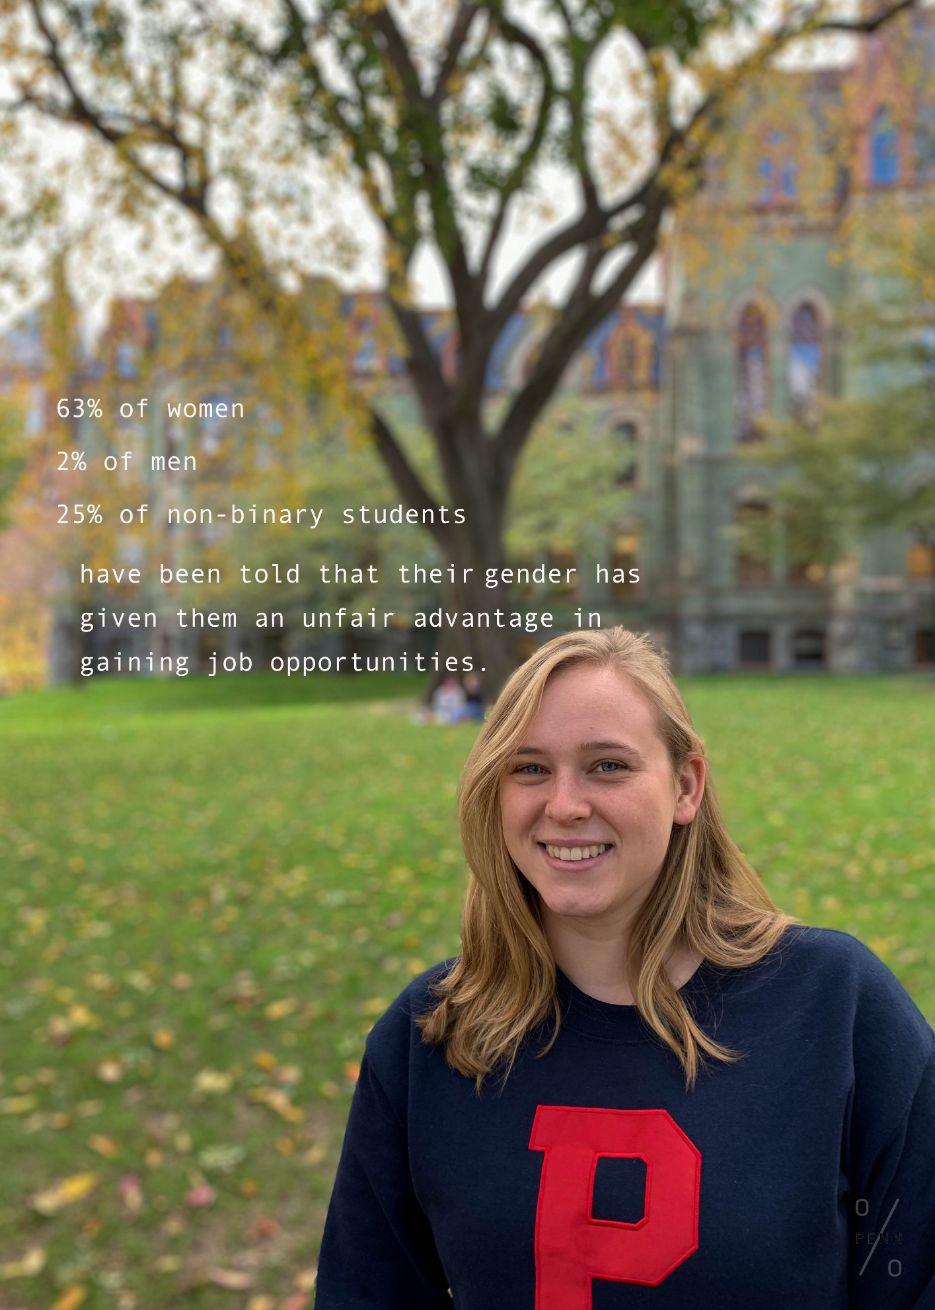 63% of women
2% of men
25% of non-binary students
have been told that their gender has
given them an unfair advantage in
gaining job opportunities.
P
O
PENN
O